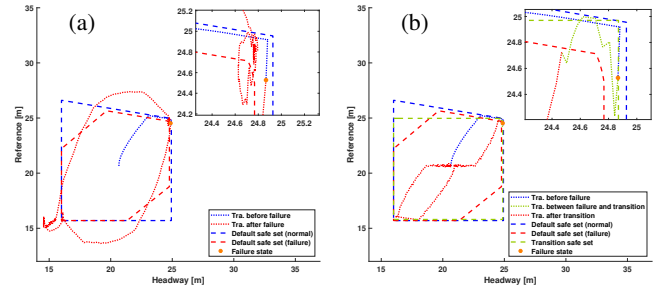 (a)
35
30
25
20
15
Reference [m]
15
20
25
30
35
Headway [m]
25.2
25
24.8
24.6
24.4
24.2
24.4
24.6
24.8
25
25.2
Tra. before failure
Tra. after failure
Default safe set (normal)
Default safe set (failure)
Failure state
(b)
35
30
25
20
15
Reference [m]
15
20
25
30
35
Headway [m]
25
24.8
24.6
24.4
24.4
24.6
24.8
25
Tra. before failure
Tra. between failure and transition
Tra. after transition
Default safe set (normal)
Default safe set (failure)
Transition safe set
Failure state